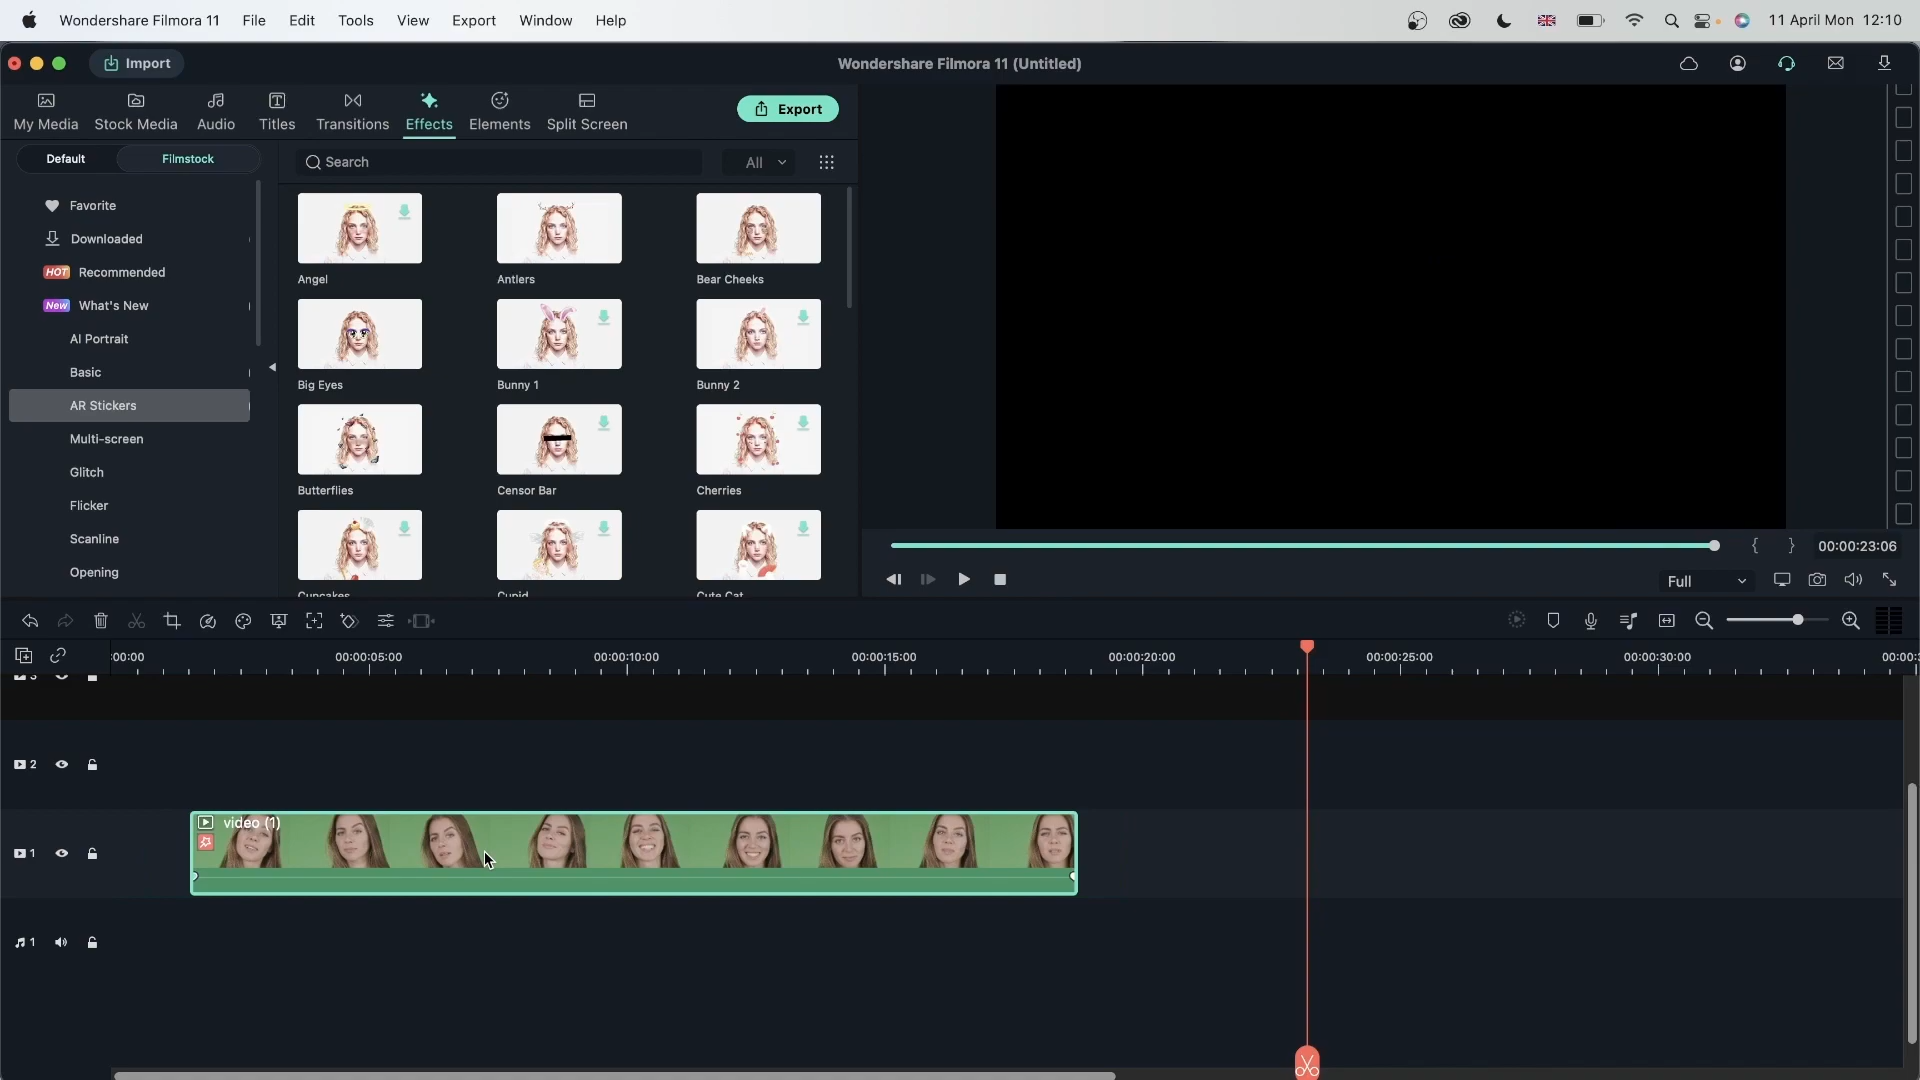 Wondershare Filmora 11 File Edit Tools View Export Window Help 11 April Mon 12:10
Import Wondershare Filmora 11 (Untitled)
My Media Stock Media Audio Titles Transitions Effects Elements Split Screen Export
Default Filmstock Search All
Favorite
Downloaded
HOT Recommended
New What's New
AI Portrait
Basic
AR Stickers
Multi-screen
Glitch
Flicker
Scanline
Opening
Angel Antlers Bear Cheeks
Big Eyes Bunny 1 Bunny 2
Butterflies Censor Bar Cherries
Cupcakes Cupid Cute Cat
00:00:23:06
Full
:00:00 00:00:05:00 00:00:10:00 00:00:15:00 00:00:20:00 00:00:25:00 00:00:30:00
3
2
video (1)
1
1